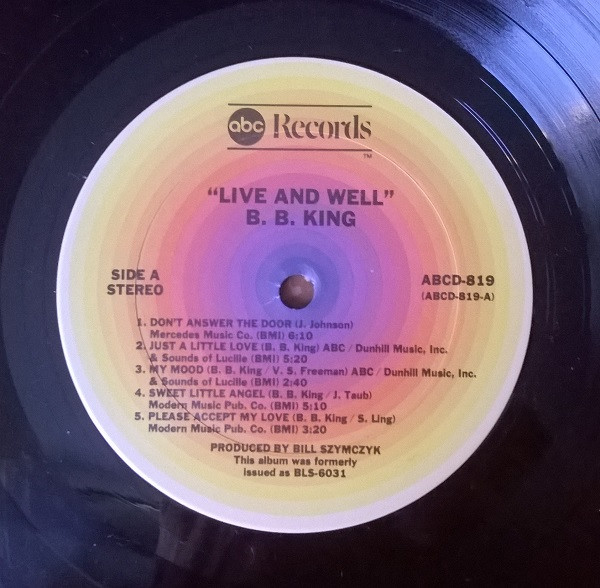 abc Records
TM
"LIVE AND WELL"
B. B. KING
SIDE A
STEREO
ABCD-819
(ABCD-819-A)
1. DON'T ANSWER THE DOOR (J. Johnson)
Mercedes Music Co. (BMI) 6:10
2. JUST A LITTLE LOVE (B. B. King) ABC / Dunhill Music, Inc.
& Sounds of Lucille (BMI) 5:20
3. MY MOOD (B. B. King / V. S. Freeman) ABC / Dunhill Music, Inc.
& Sounds of Lucille (BMI) 2:40
4. SWEET LITTLE ANGEL (B. B. King / J. Taub)
Modern Music Pub. Co. (BMI) 5:10
5. PLEASE ACCEPT MY LOVE (B. B. King / S. Ling)
Modern Music Pub. Co. (BMI) 3:20
PRODUCED BY BILL SZYMCZYK
This album was formerly
issued as BLS-6031